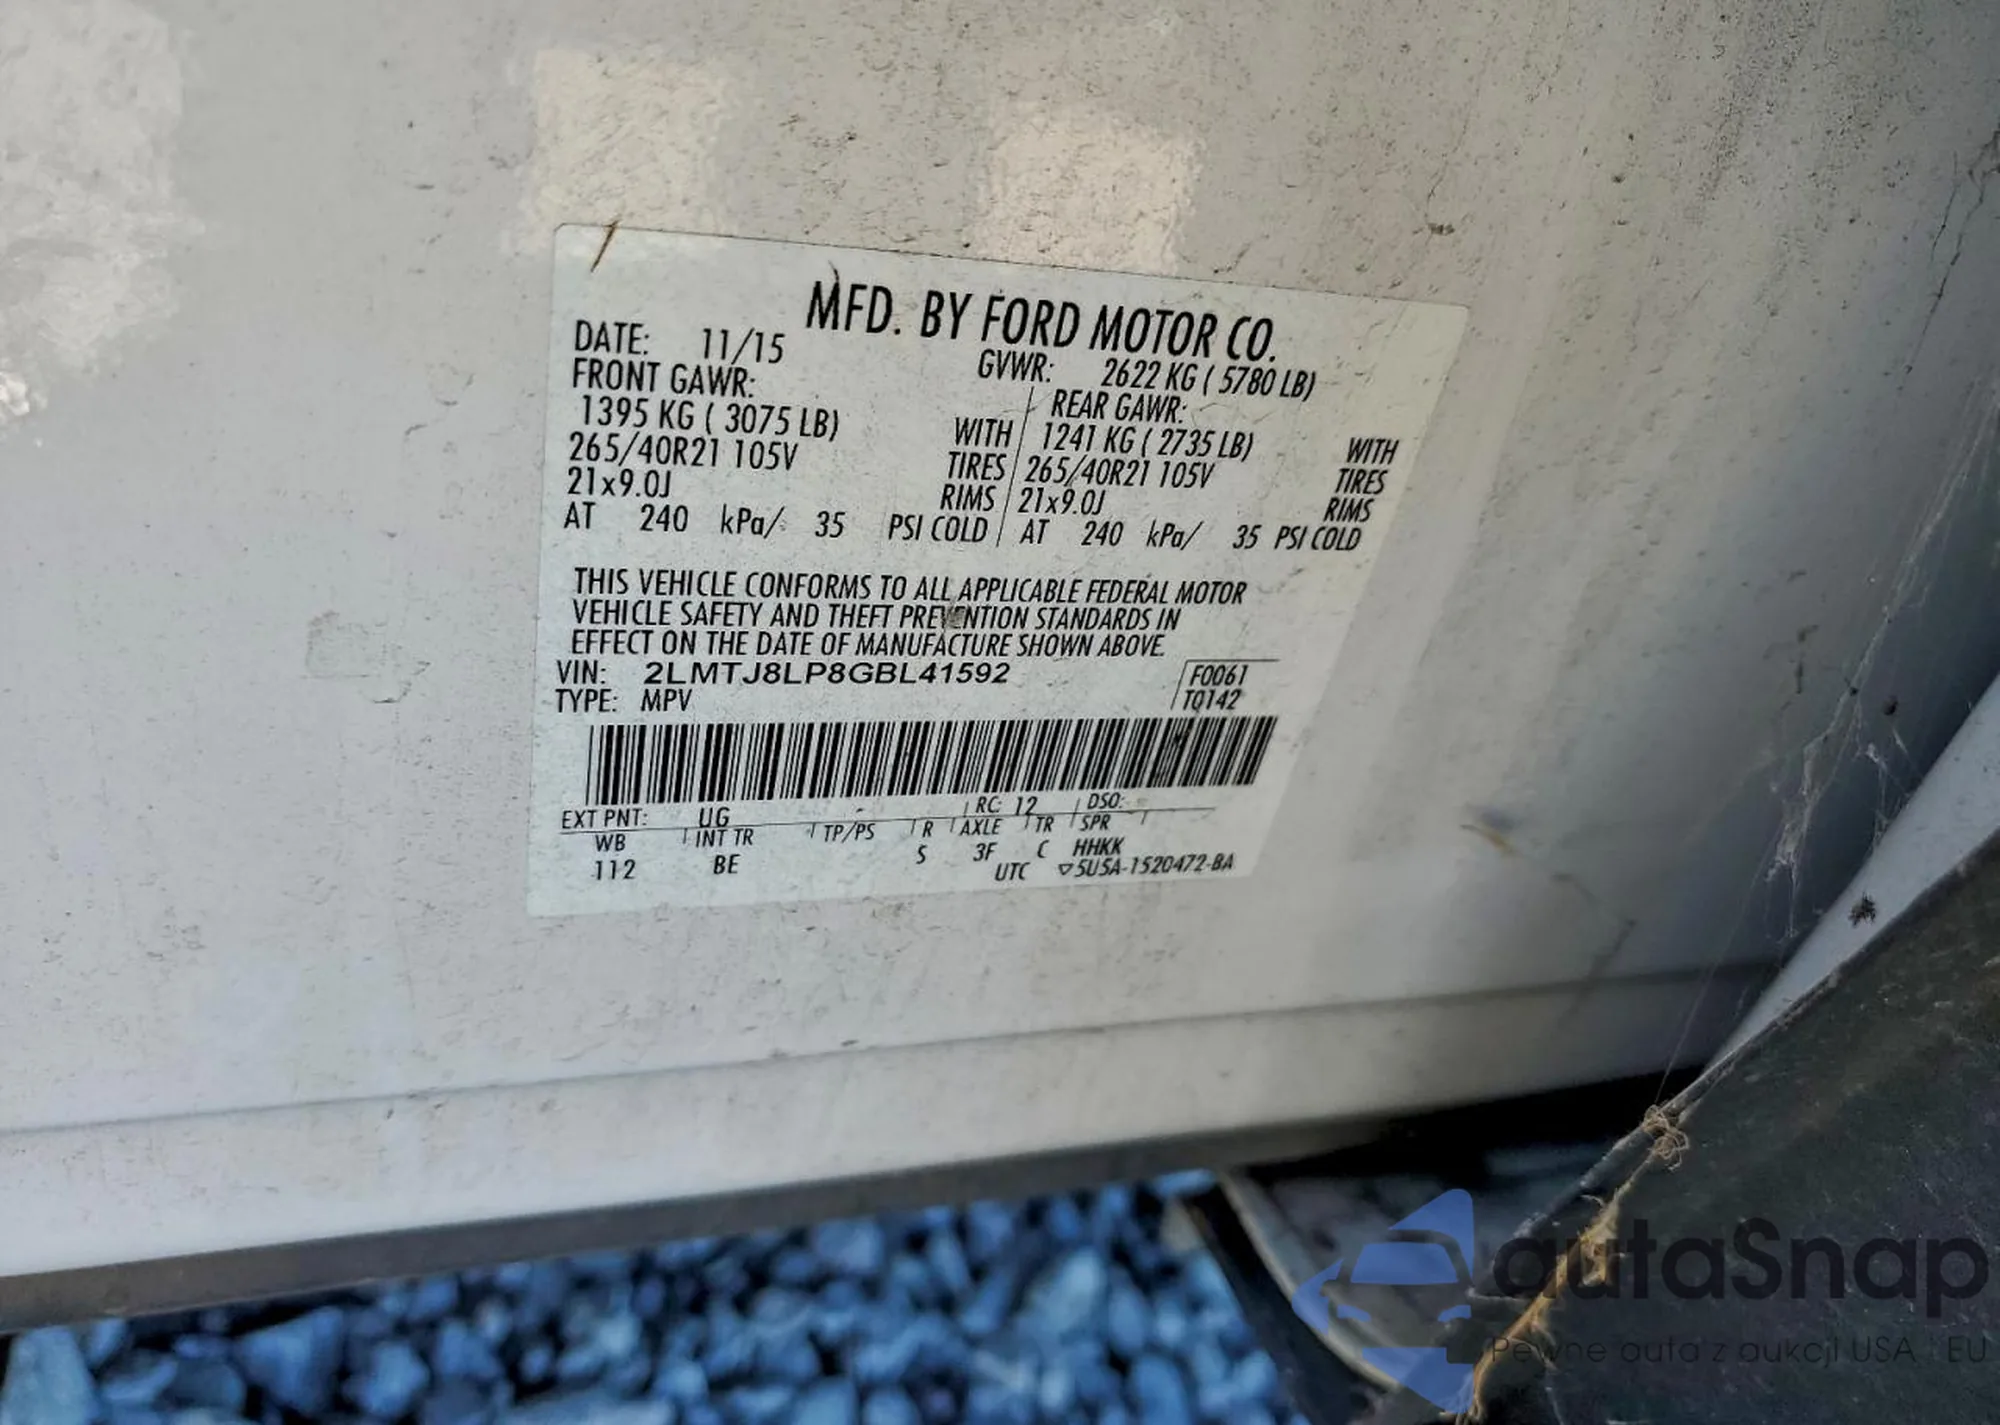 MFD. BY FORD MOTOR CO.
DATE: 11/15 GVWR: 2622 KG ( 5780 LB)
FRONT GAWR: REAR GAWR:
1395 KG ( 3075 LB) WITH 1241 KG ( 2735 LB) WITH
265/40R21 105V TIRES 265/40R21 105V TIRES
21x9.0J RIMS 21x9.0J RIMS
AT 240 kPa/ 35 PSI COLD AT 240 kPa/ 35 PSI COLD
THIS VEHICLE CONFORMS TO ALL APPLICABLE FEDERAL MOTOR
VEHICLE SAFETY AND THEFT PREVENTION STANDARDS IN
EFFECT ON THE DATE OF MANUFACTURE SHOWN ABOVE.
VIN: 2LMTJ8LP8GBL41592 F0061
TYPE: MPV T0142
EXT PNT: UG RC: 12 DSO:
WB INT TR TP/PS R AXLE TR SPR
112 BE S 3F C HHKK
UTC ▽5U5A-1520472-BA
autaSnap
Pewne auta z aukcji USA i EU